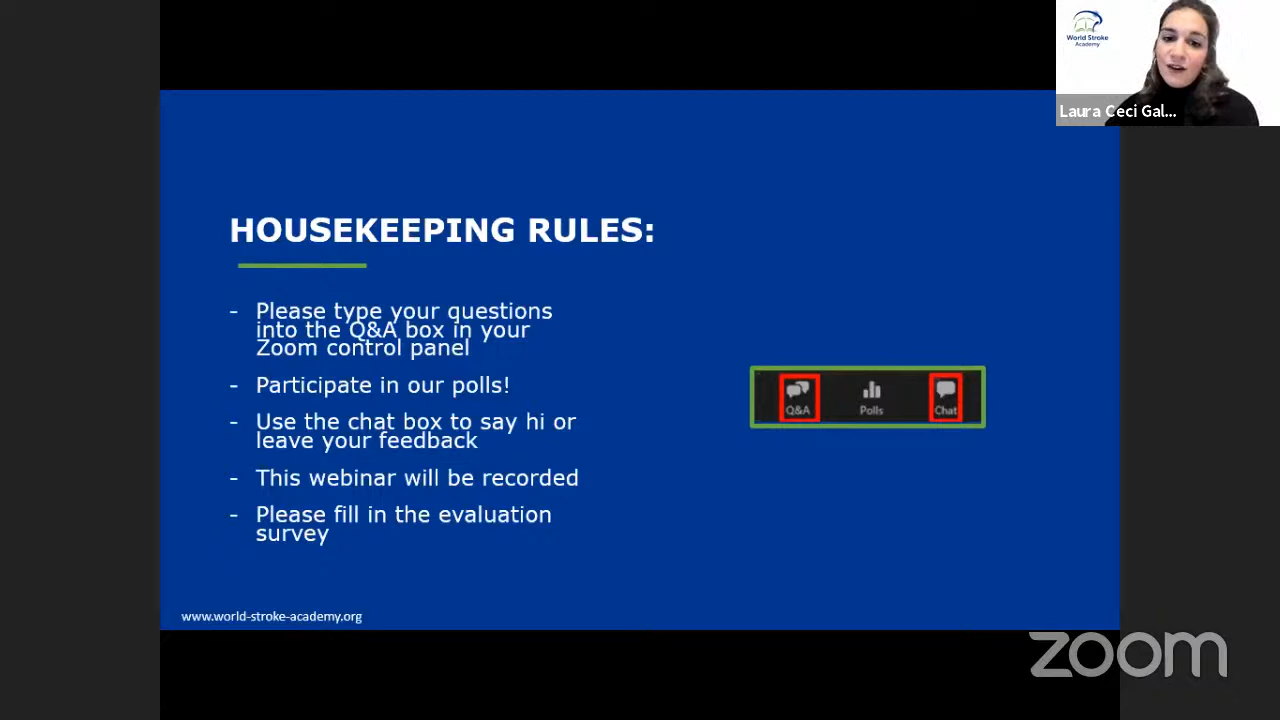 World Stroke
Academy
Laura Ceci Gal...
HOUSEKEEPING RULES:
- Please type your questions
into the Q&A box in your
Zoom control panel
- Participate in our polls!
- Use the chat box to say hi or
leave your feedback
- This webinar will be recorded
- Please fill in the evaluation
survey
Q&A Polls Chat
www.world-stroke-academy.org
zoom